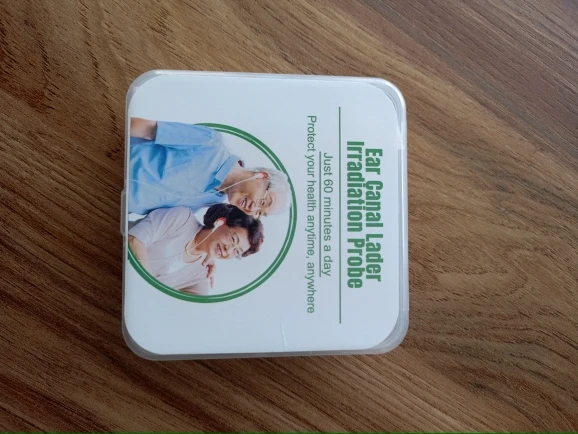 Ear Canal Lader
Irradiation Probe
Just 60 minutes a day
Protect your health anytime, anywhere